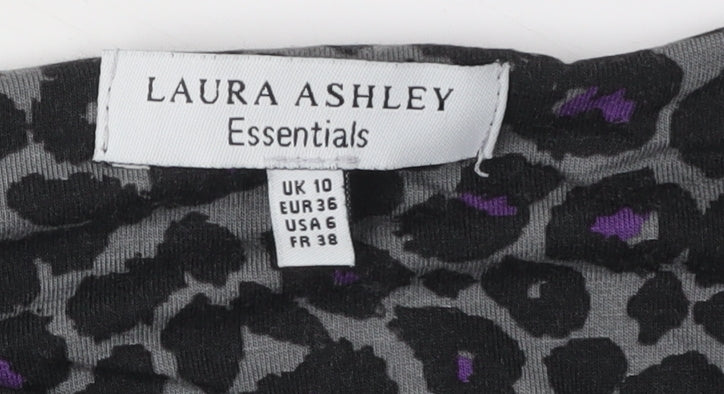 LAURA ASHLEY
Essentials
UK 10
EUR 36
USA 6
FR 38